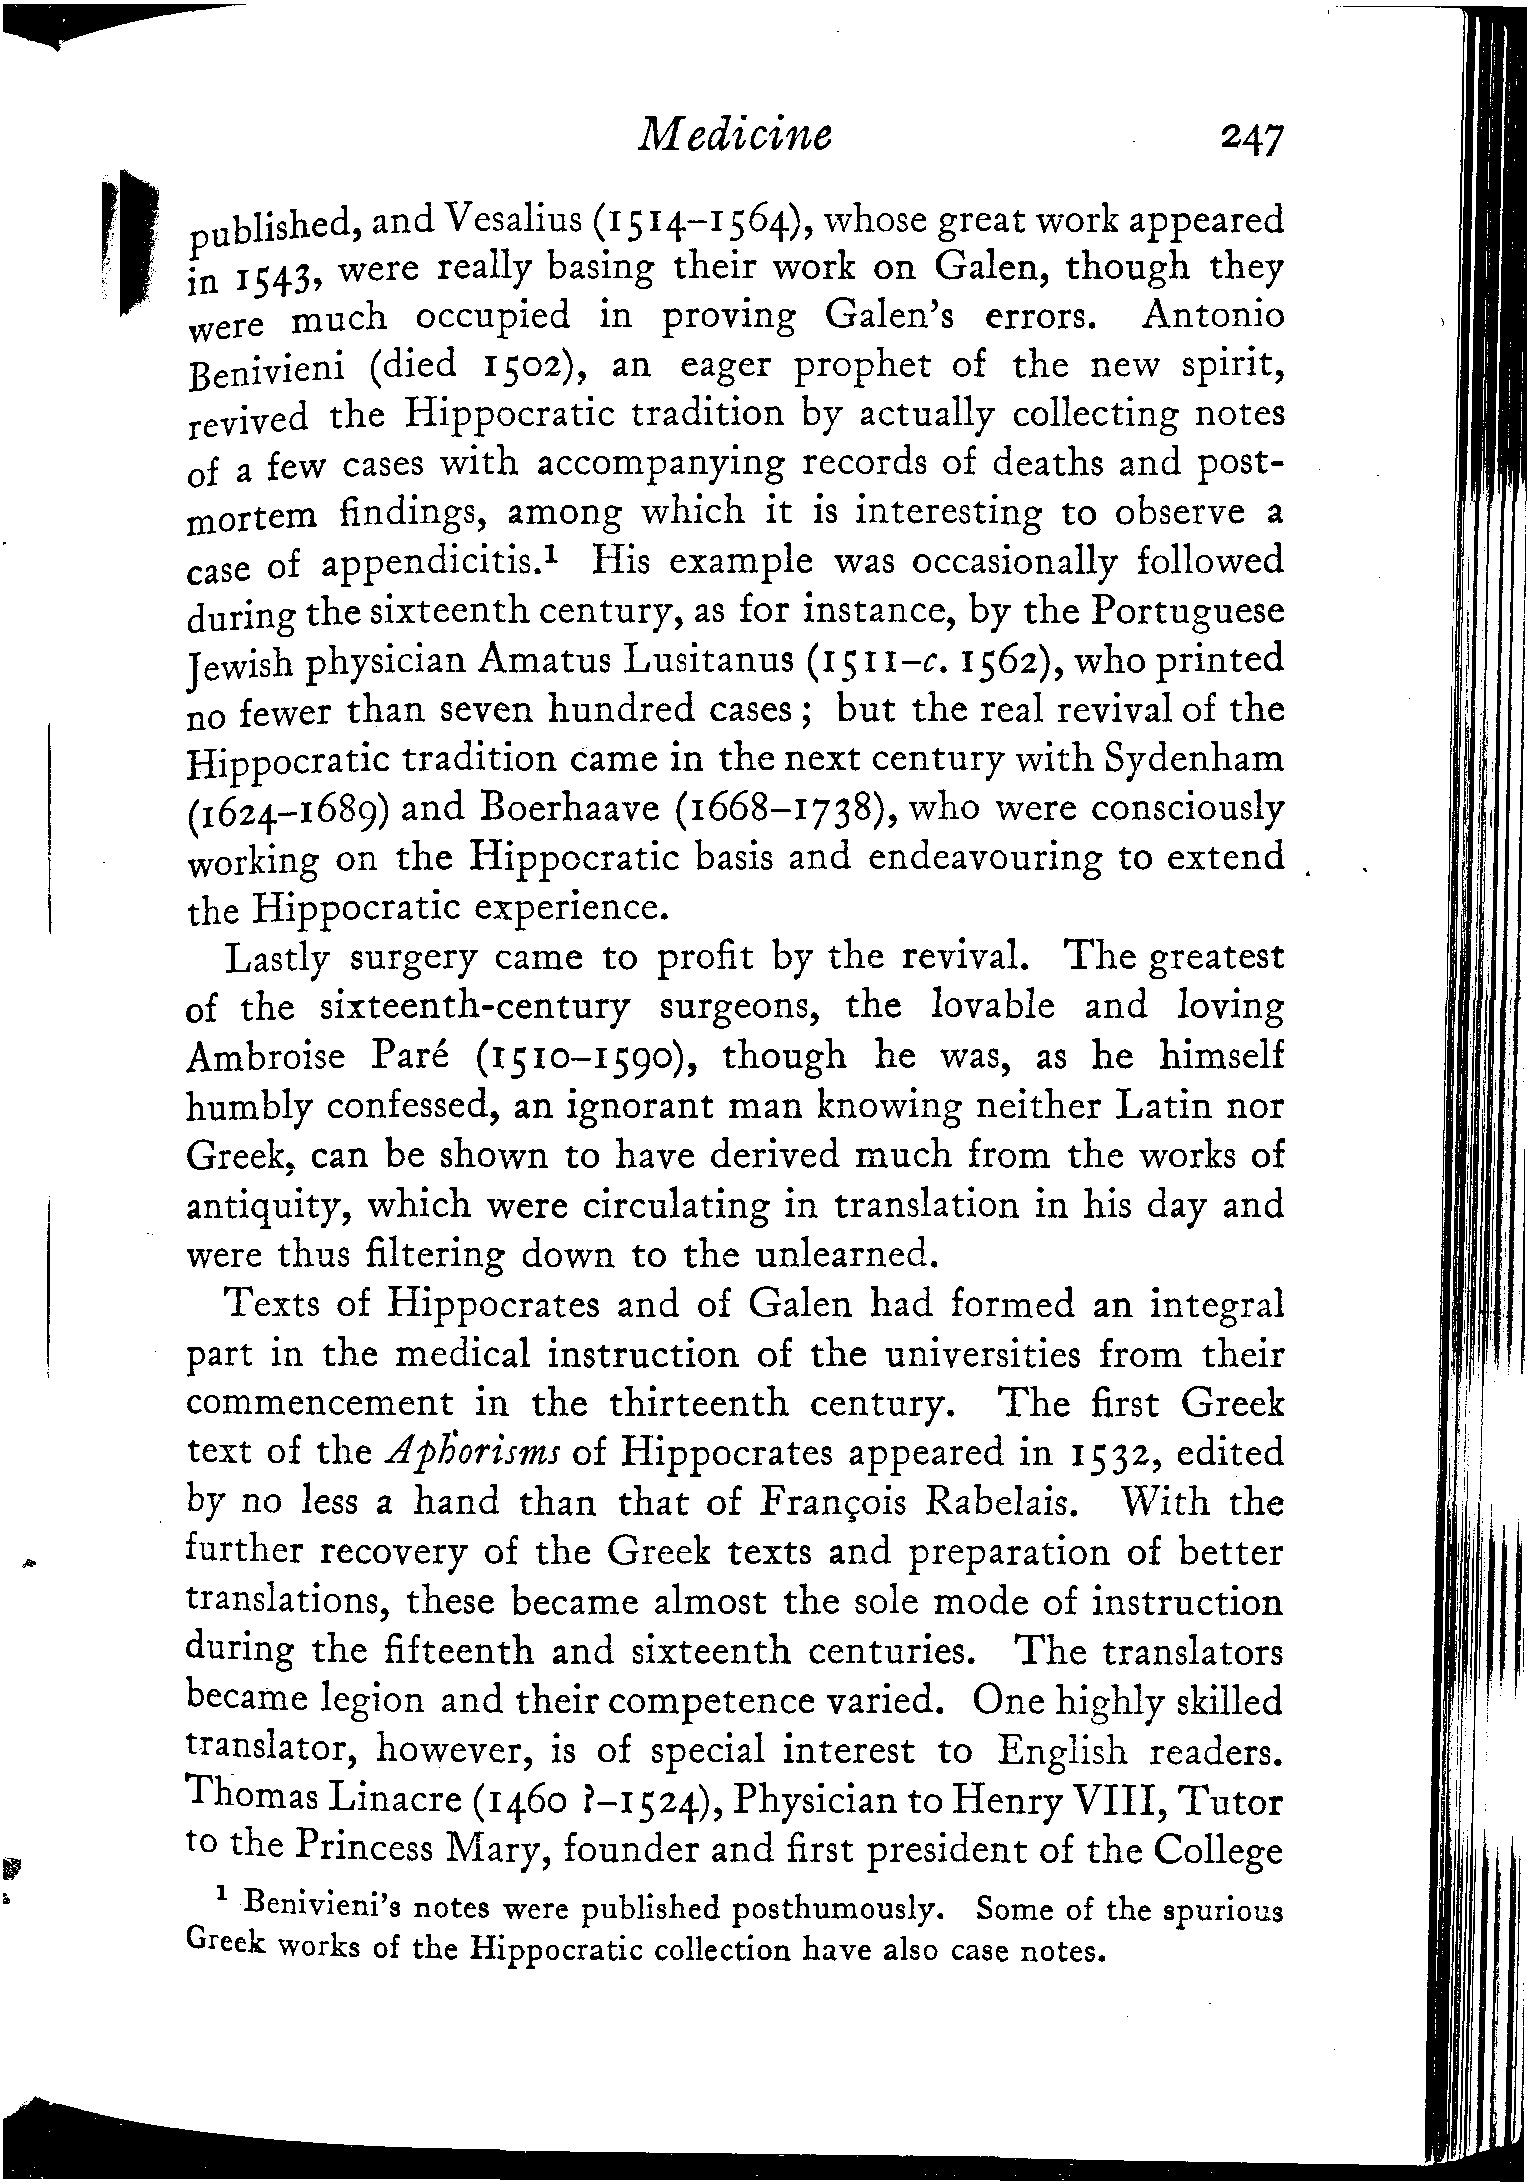 Medicine 247
published, and Vesalius (1514–1564), whose great work appeared
in 1543, were really basing their work on Galen, though they
were much occupied in proving Galen's errors. Antonio
Benivieni (died 1502), an eager prophet of the new spirit,
revived the Hippocratic tradition by actually collecting notes
of a few cases with accompanying records of deaths and post-
mortem findings, among which it is interesting to observe a
case of appendicitis.¹ His example was occasionally followed
during the sixteenth century, as for instance, by the Portuguese
Jewish physician Amatus Lusitanus (1511–c. 1562), who printed
no fewer than seven hundred cases; but the real revival of the
Hippocratic tradition came in the next century with Sydenham
(1624–1689) and Boerhaave (1668–1738), who were consciously
working on the Hippocratic basis and endeavouring to extend
the Hippocratic experience.
Lastly surgery came to profit by the revival. The greatest
of the sixteenth-century surgeons, the lovable and loving
Ambroise Paré (1510–1590), though he was, as he himself
humbly confessed, an ignorant man knowing neither Latin nor
Greek, can be shown to have derived much from the works of
antiquity, which were circulating in translation in his day and
were thus filtering down to the unlearned.
Texts of Hippocrates and of Galen had formed an integral
part in the medical instruction of the universities from their
commencement in the thirteenth century. The first Greek
text of the Aphorisms of Hippocrates appeared in 1532, edited
by no less a hand than that of François Rabelais. With the
further recovery of the Greek texts and preparation of better
translations, these became almost the sole mode of instruction
during the fifteenth and sixteenth centuries. The translators
became legion and their competence varied. One highly skilled
translator, however, is of special interest to English readers.
Thomas Linacre (1460 ?–1524), Physician to Henry VIII, Tutor
to the Princess Mary, founder and first president of the College
¹ Benivieni's notes were published posthumously. Some of the spurious
Greek works of the Hippocratic collection have also case notes.